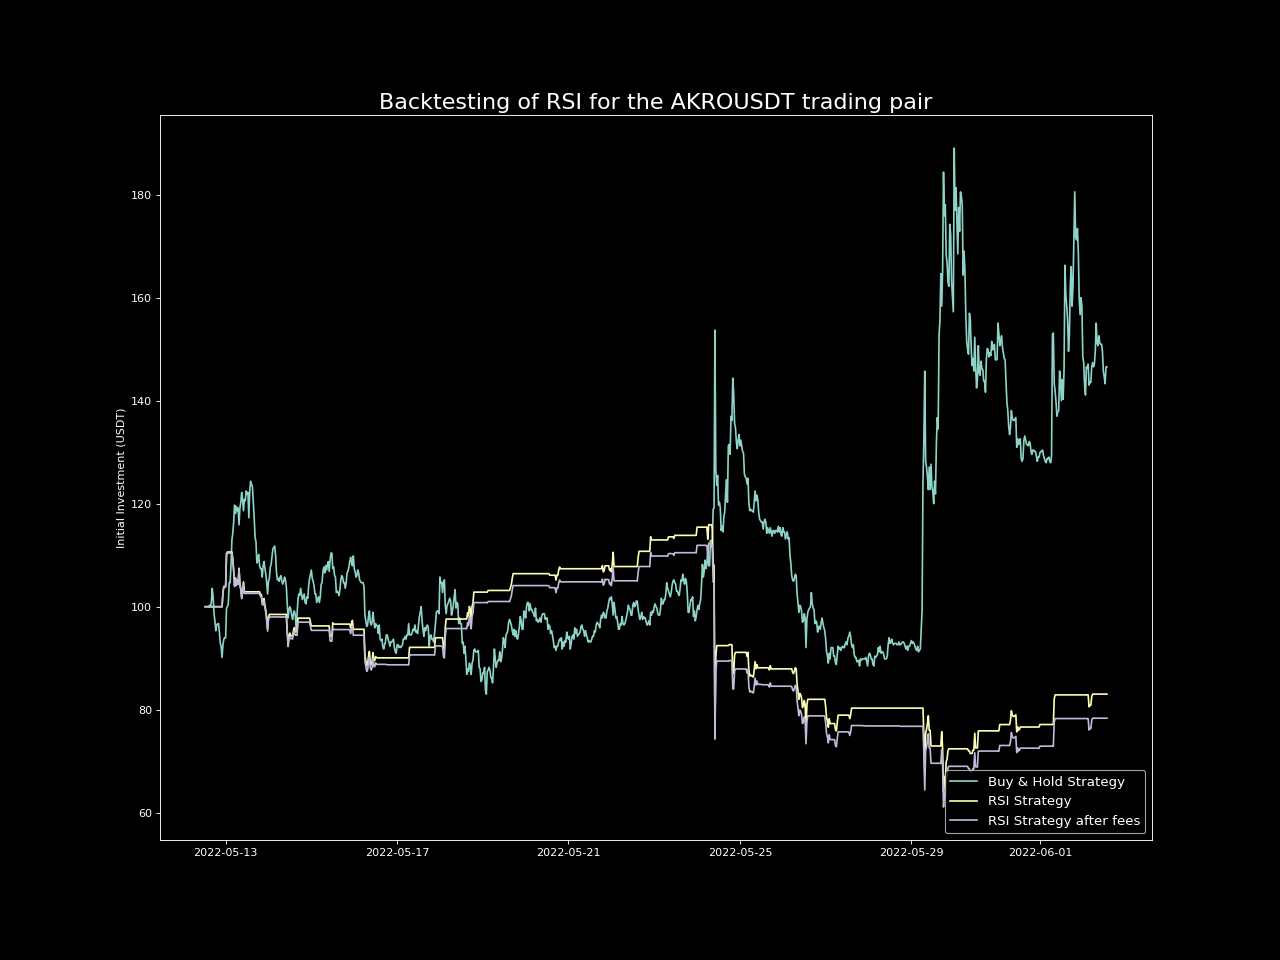 Backtesting of RSI for the AKROUSDT trading pair
Initial Investment (USDT)
180
160
140
120
100
80
60
2022-05-13
2022-05-17
2022-05-21
2022-05-25
2022-05-29
2022-06-01
Buy & Hold Strategy
RSI Strategy
RSI Strategy after fees